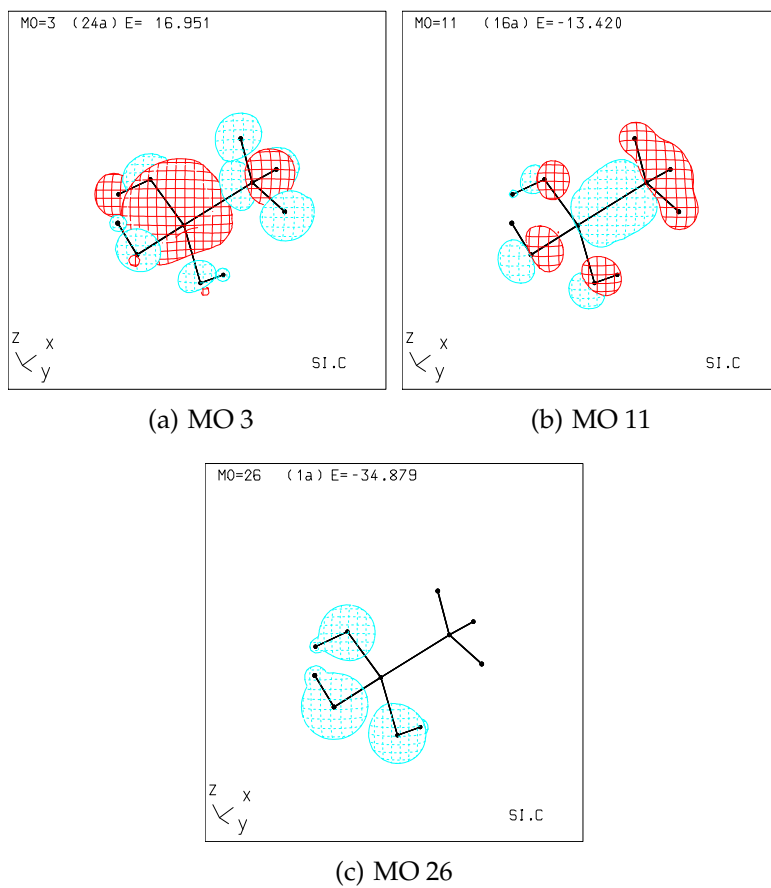 MO=3 (24a) E= 16.951
MO=11 (16a) E=-13.420
Z
X
y
SI.C
Z
X
y
SI.C
(a) MO 3
(b) MO 11
MO=26 (1a) E=-34.879
Z
X
y
SI.C
(c) MO 26